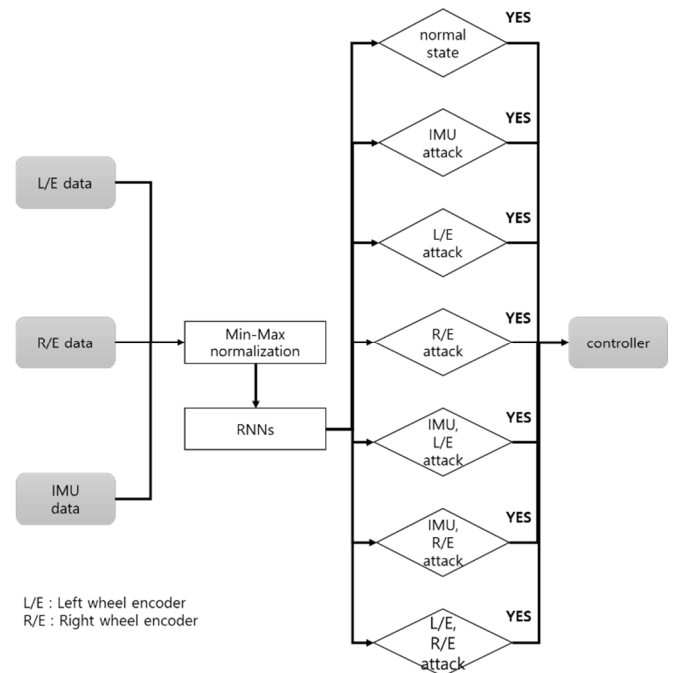 L/E data
R/E data
IMU
data
L/E : Left wheel encoder
R/E : Right wheel encoder
Min-Max
normalization
RNNs
normal
state
YES
IMU
attack
YES
L/E
attack
YES
R/E
attack
YES
IMU,
L/E
attack
YES
IMU,
R/E
attack
YES
L/E,
R/E
attack
YES
controller